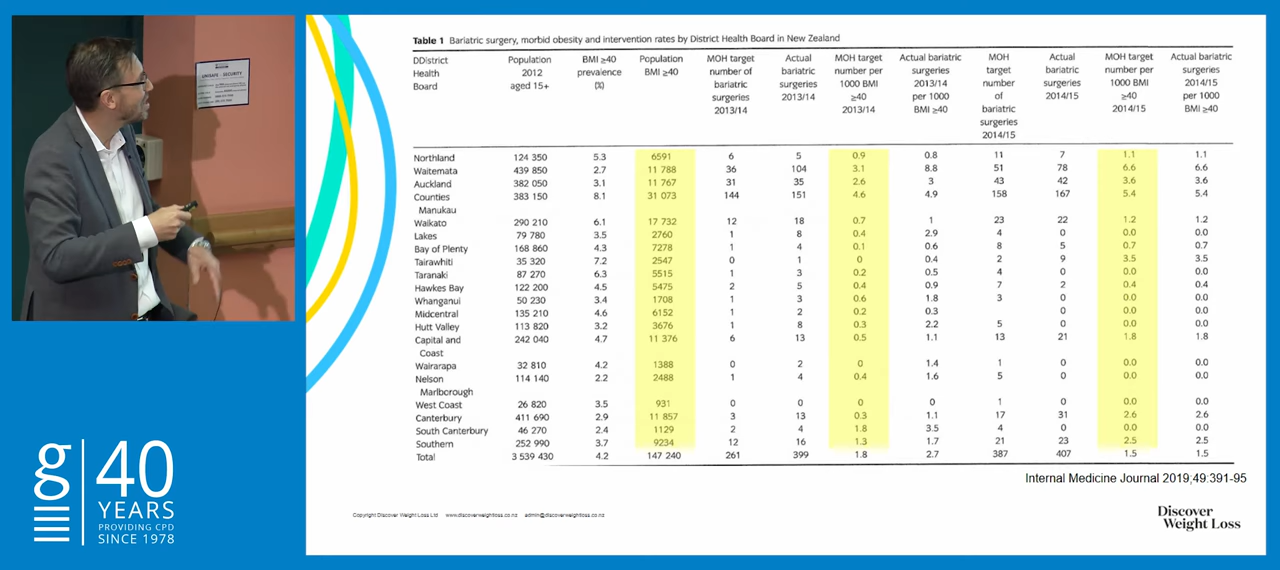 UNISAFE - SECURITY
Table 1 Bariatric surgery, morbid obesity and intervention rates by District Health Board in New Zealand
DDistrict Health Board | Population 2012 aged 15+ | BMI ≥40 prevalence (%) | Population BMI ≥40 | MOH target number of bariatric surgeries 2013/14 | Actual bariatric surgeries 2013/14 | MOH target number per 1000 BMI ≥40 2013/14 | Actual bariatric surgeries 2013/14 per 1000 BMI ≥40 | MOH target number of bariatric surgeries 2014/15 | Actual bariatric surgeries 2014/15 | MOH target number per 1000 BMI ≥40 2014/15 | Actual bariatric surgeries 2014/15 per 1000 BMI ≥40
Northland 124 350 5.3 6591 6 5 0.9 0.8 11 7 1.1 1.1
Waitemata 439 850 2.7 11 788 36 104 3.1 8.8 51 78 6.6 6.6
Auckland 382 050 3.1 11 767 31 35 2.6 3 43 42 3.6 3.6
Counties Manukau 383 150 8.1 31 073 144 151 4.6 4.9 158 167 5.4 5.4
Waikato 290 210 6.1 17 732 12 18 0.7 1 23 22 1.2 1.2
Lakes 79 780 3.5 2760 1 8 0.4 2.9 4 0 0.0 0.0
Bay of Plenty 168 860 4.3 7278 1 4 0.1 0.6 8 5 0.7 0.7
Tairawhiti 35 320 7.2 2547 0 1 0 0.4 2 9 3.5 3.5
Taranaki 87 270 6.3 5515 1 3 0.2 0.5 4 0 0.0 0.0
Hawkes Bay 122 200 4.5 5475 2 5 0.4 0.9 7 2 0.4 0.4
Whanganui 50 230 3.4 1708 1 3 0.6 1.8 3 0 0.0 0.0
Midcentral 135 210 4.6 6152 1 2 0.2 0.3 0 0.0 0.0
Hutt Valley 113 820 3.2 3676 1 8 0.3 2.2 5 0 0.0 0.0
Capital and Coast 242 040 4.7 11 376 6 13 0.5 1.1 13 21 1.8 1.8
Wairarapa 32 810 4.2 1388 0 2 0 1.4 1 0 0.0 0.0
Nelson Marlborough 114 140 2.2 2488 1 4 0.4 1.6 5 0 0.0 0.0
West Coast 26 820 3.5 931 0 0 0 0 1 0 0.0 0.0
Canterbury 411 690 2.9 11 857 3 13 0.3 1.1 17 31 2.6 2.6
South Canterbury 46 270 2.4 1129 2 4 1.8 3.5 4 0 0.0 0.0
Southern 252 990 3.7 9234 12 16 1.3 1.7 21 23 2.5 2.5
Total 3 539 430 4.2 147 240 261 399 1.8 2.7 387 407 1.5 1.5
Internal Medicine Journal 2019;49:391-95
Copyright Discover Weight Loss Ltd www.discoverweightloss.co.nz admin@discoverweightloss.co.nz
Discover
Weight Loss
g 40
YEARS
PROVIDING CPD
SINCE 1978